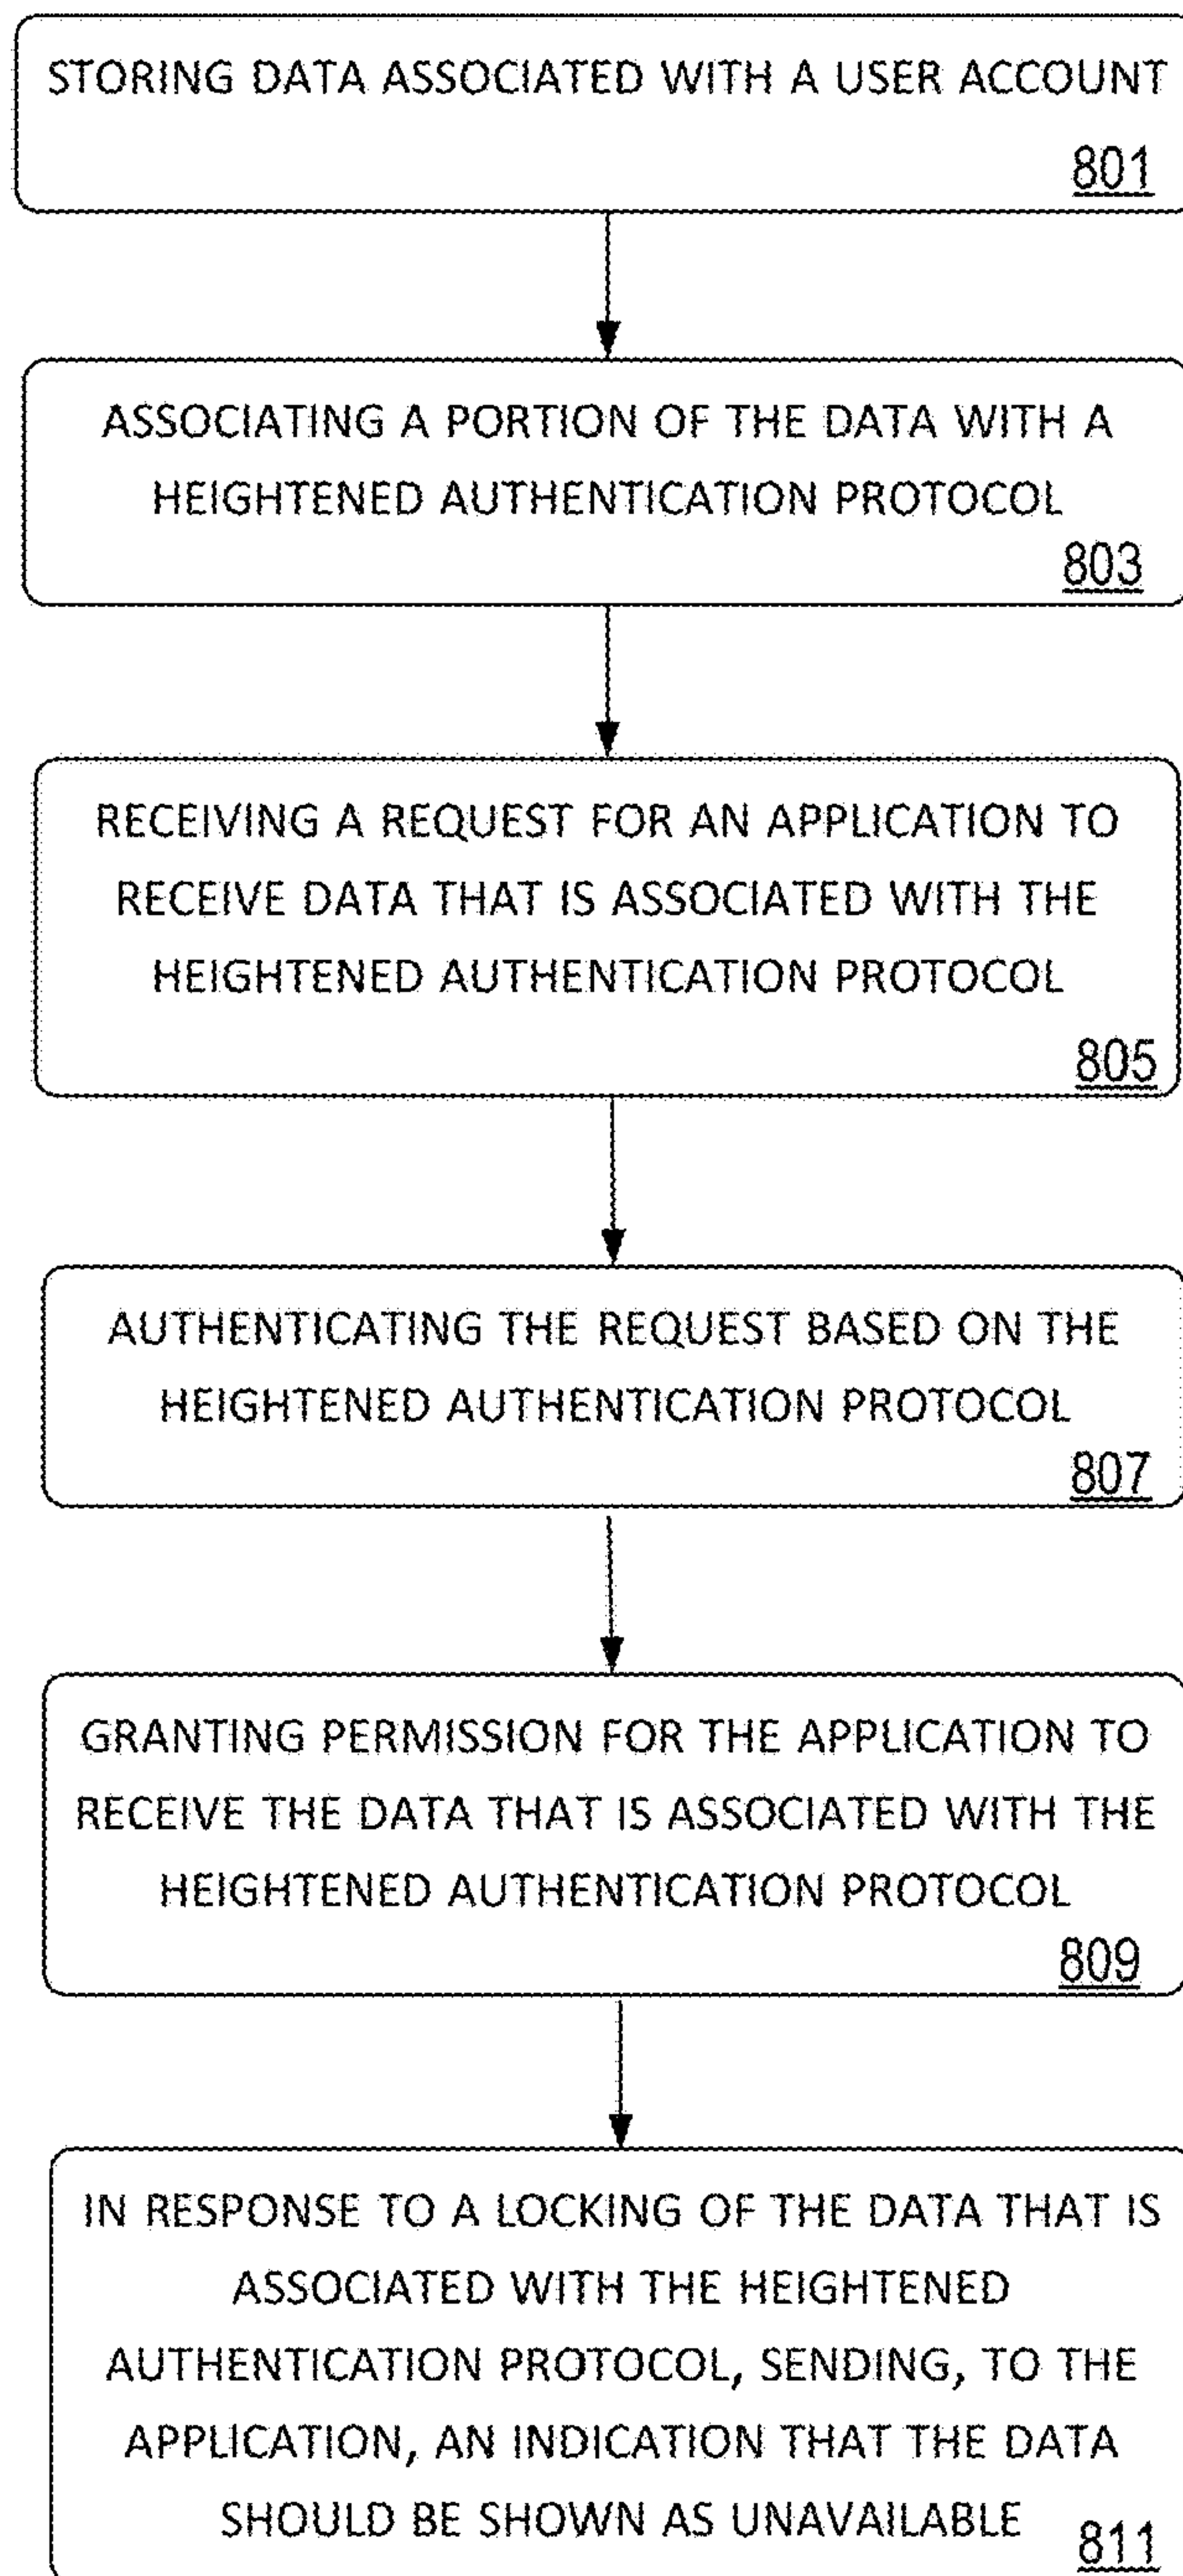 STORING DATA ASSOCIATED WITH A USER ACCOUNT
801
ASSOCIATING A PORTION OF THE DATA WITH A
HEIGHTENED AUTHENTICATION PROTOCOL
803
RECEIVING A REQUEST FOR AN APPLICATION TO
RECEIVE DATA THAT IS ASSOCIATED WITH THE
HEIGHTENED AUTHENTICATION PROTOCOL
805
AUTHENTICATING THE REQUEST BASED ON THE
HEIGHTENED AUTHENTICATION PROTOCOL
807
GRANTING PERMISSION FOR THE APPLICATION TO
RECEIVE THE DATA THAT IS ASSOCIATED WITH THE
HEIGHTENED AUTHENTICATION PROTOCOL
809
IN RESPONSE TO A LOCKING OF THE DATA THAT IS
ASSOCIATED WITH THE HEIGHTENED
AUTHENTICATION PROTOCOL, SENDING, TO THE
APPLICATION, AN INDICATION THAT THE DATA
SHOULD BE SHOWN AS UNAVAILABLE
811